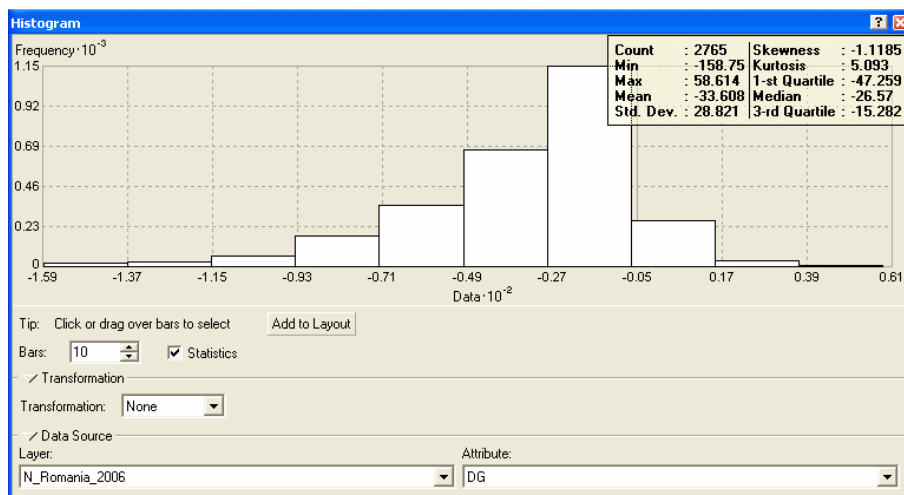 Histogram
Frequency·10^-3
Count : 2765 Skewness : -1.1185
Min : -158.75 Kurtosis : 5.093
Max : 58.614 1-st Quartile : -47.259
Mean : -33.608 Median : -26.57
Std. Dev. : 28.821 3-rd Quartile : -15.282
1.15
0.92
0.69
0.46
0.23
0
-1.59 -1.37 -1.15 -0.93 -0.71 -0.49 -0.27 -0.05 0.17 0.39 0.61
Data·10^-2
Tip: Click or drag over bars to select Add to Layout
Bars: 10 Statistics
Transformation
Transformation: None
Data Source
Layer: Attribute:
N_Romania_2006 DG